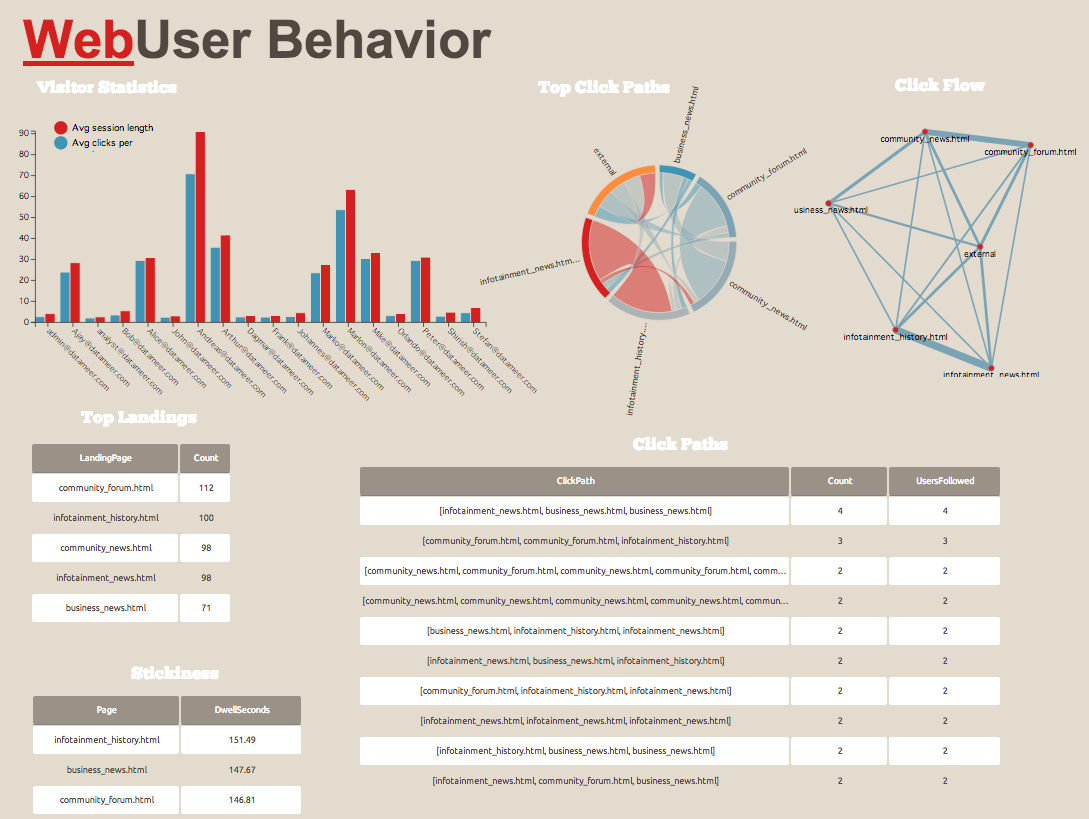 WebUser Behavior
Visitor Statistics
Avg session length
Avg clicks per
90
80
70
60
50
40
30
20
10
0
admin@datameer.com
Ajay@datameer.com
analyst@datameer.com
Bob@datameer.com
Alice@datameer.com
John@datameer.com
Andreas@datameer.com
Arthur@datameer.com
Dagmar@datameer.com
Frank@datameer.com
Johannes@datameer.com
Mario@datameer.com
Marlon@datameer.com
Mike@datameer.com
Orlando@datameer.com
Peter@datameer.com
Shirish@datameer.com
Stefan@datameer.com
Top Click Paths
external
business_news.html
community_forum.html
community_news.html
infotainment_history....
infotainment_news.htm...
Click Flow
community_news.html
community_forum.html
usiness_news.html
external
infotainment_history.html
infotainment_news.html
Top Landings
LandingPage Count
community_forum.html 112
infotainment_history.html 100
community_news.html 98
infotainment_news.html 98
business_news.html 71
Stickiness
Page DwellSeconds
infotainment_history.html 151.49
business_news.html 147.67
community_forum.html 146.81
Click Paths
ClickPath Count UsersFollowed
[infotainment_news.html, business_news.html, business_news.html] 4 4
[community_forum.html, community_forum.html, infotainment_history.html] 3 3
[community_news.html, community_forum.html, community_news.html, community_forum.html, comm... 2 2
[community_news.html, community_news.html, community_news.html, community_news.html, commun... 2 2
[business_news.html, infotainment_history.html, infotainment_news.html] 2 2
[infotainment_news.html, business_news.html, infotainment_history.html] 2 2
[community_forum.html, infotainment_history.html, infotainment_news.html] 2 2
[infotainment_news.html, infotainment_news.html, infotainment_news.html] 2 2
[infotainment_history.html, business_news.html, business_news.html] 2 2
[infotainment_news.html, community_forum.html, business_news.html] 2 2